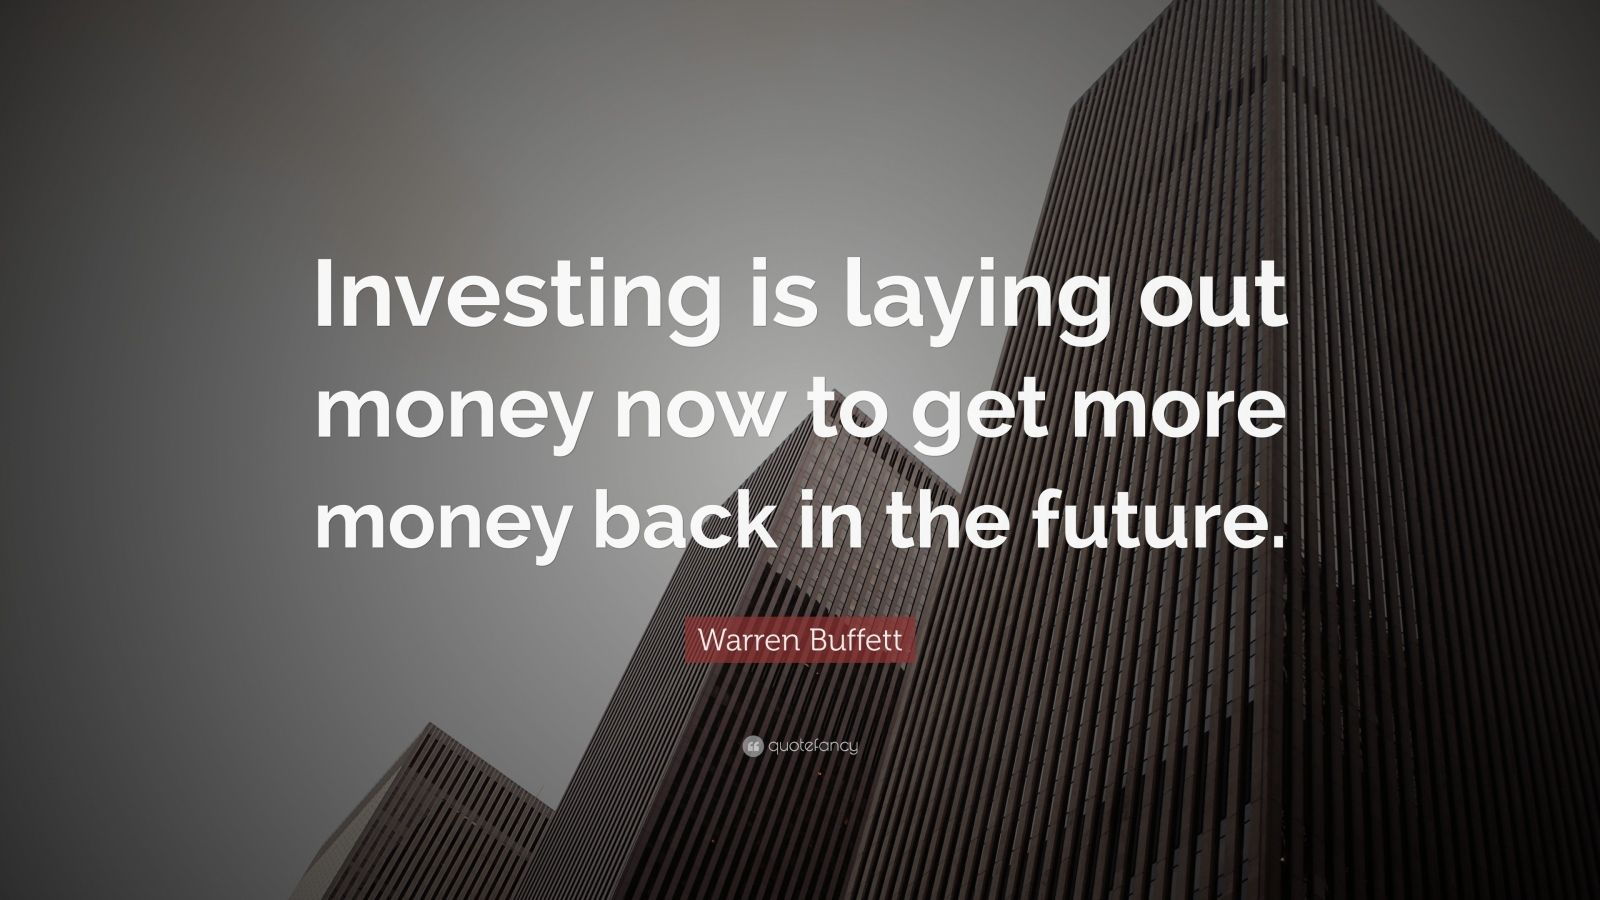 Investing is laying out
money now to get more
money back in the future.
Warren Buffett
quotefancy